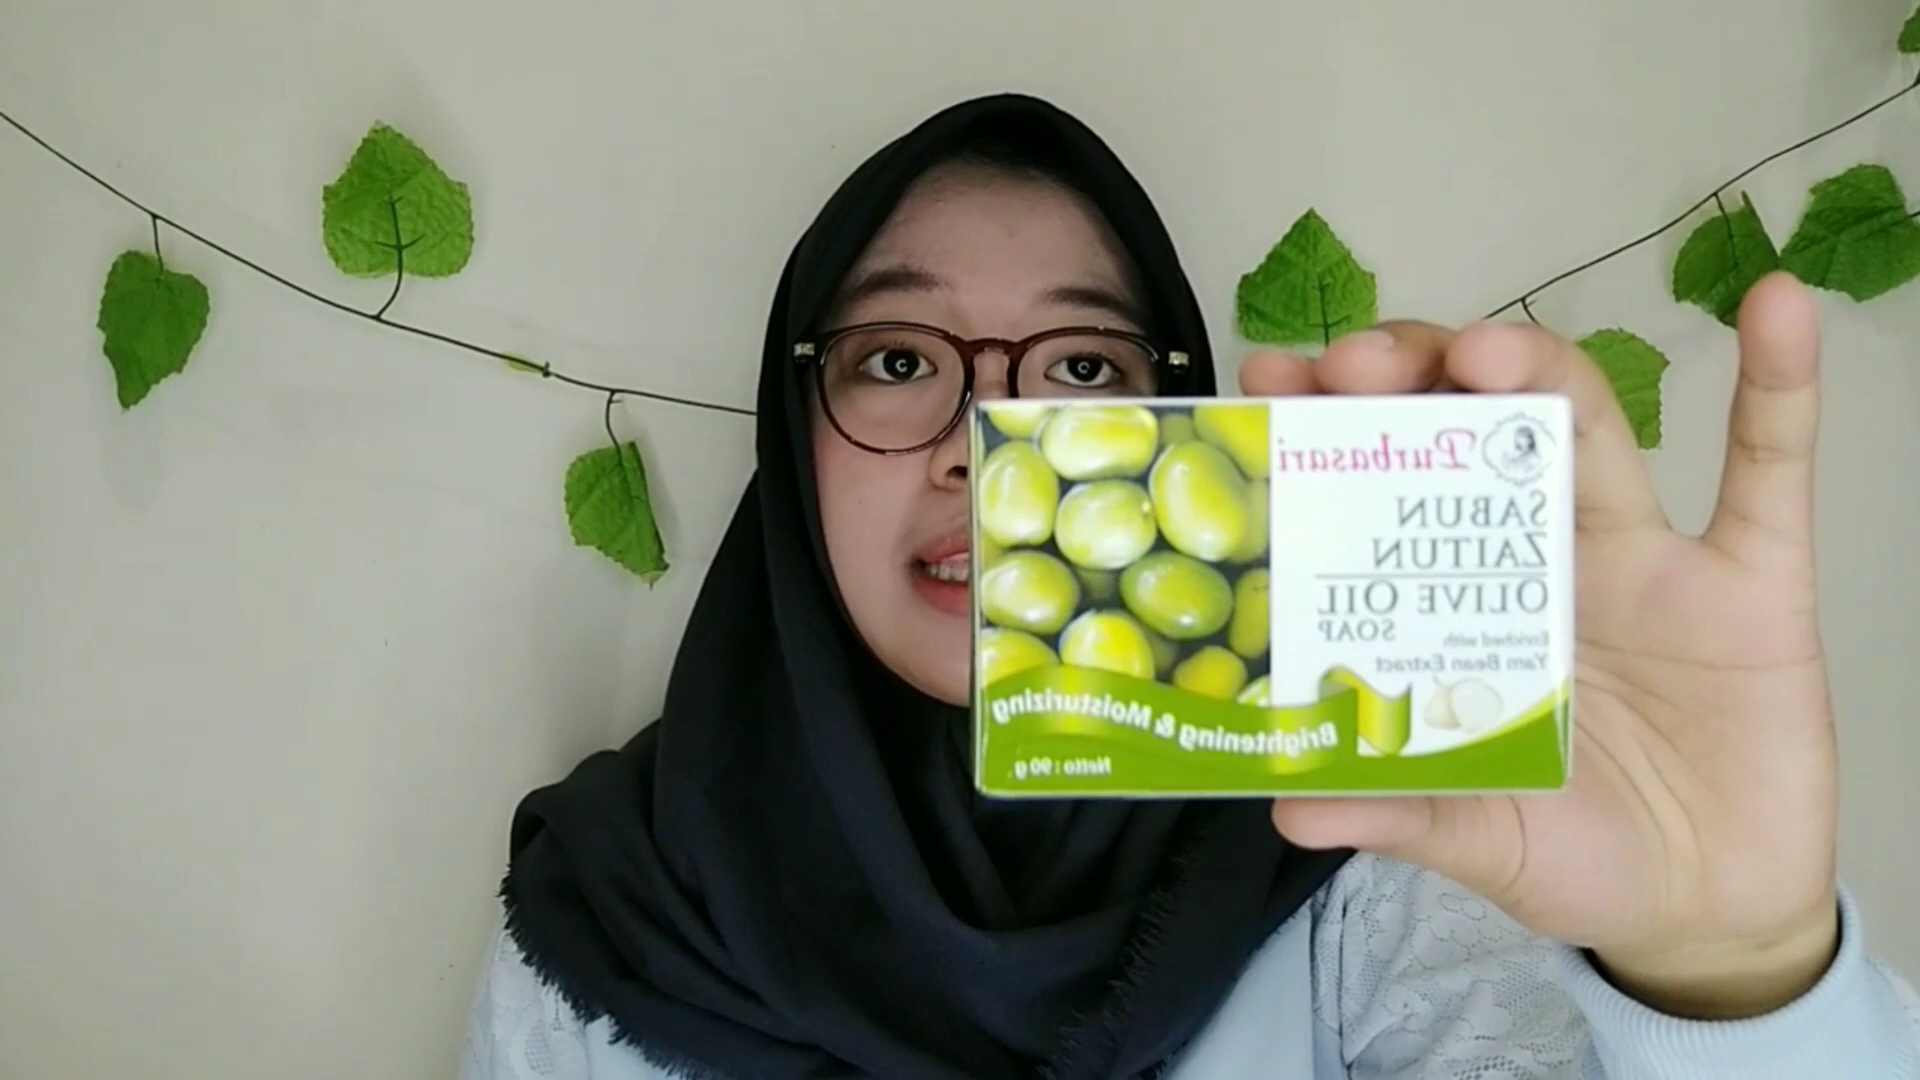 Purbasari
SABUN
ZAITUN
OLIVE OIL
SOAP
Enriched with
Yam Bean Extract
Brightening & Moisturizing
Netto : 90 g